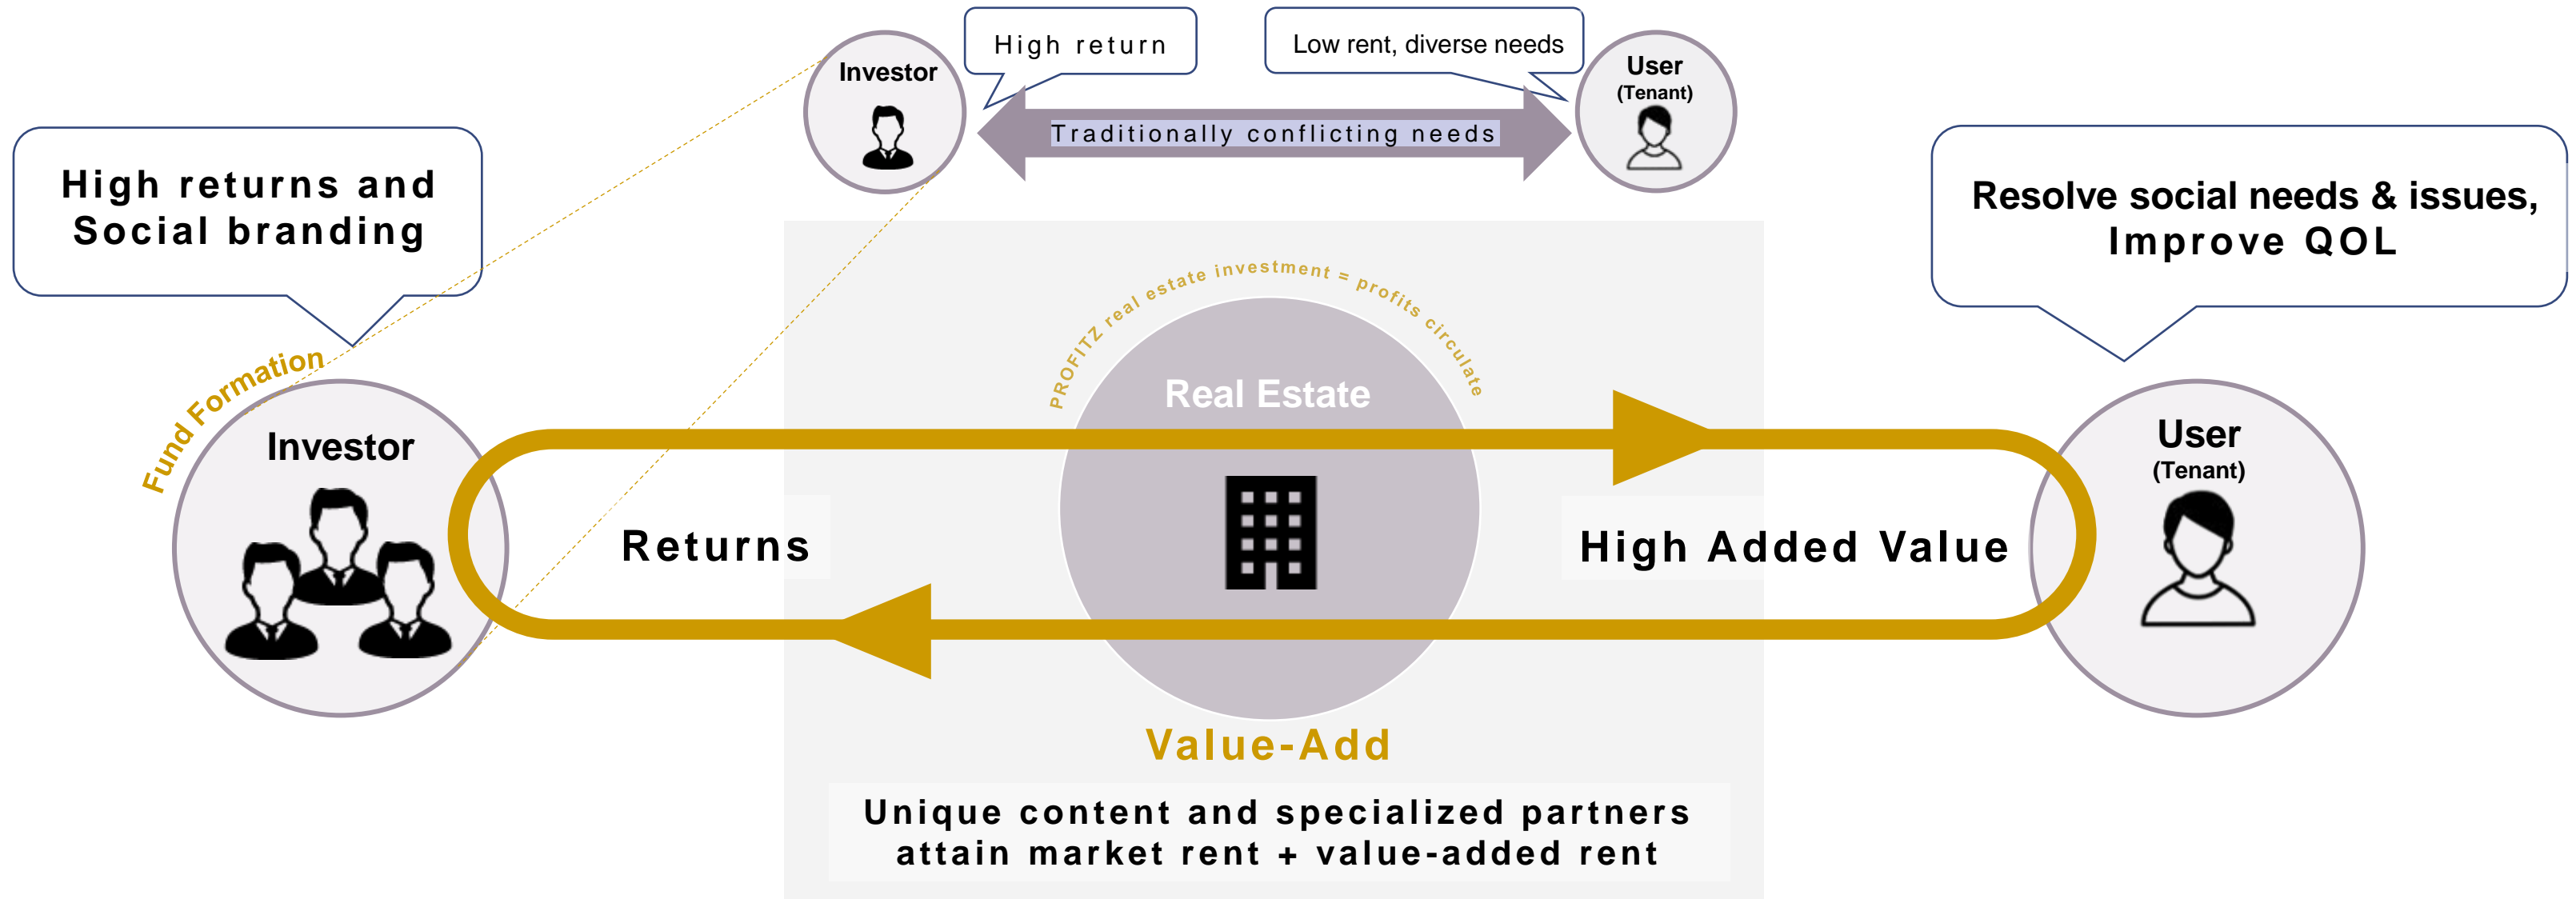 High return
Low rent, diverse needs
Investor
User
(Tenant)
Traditionally conflicting needs
High returns and
Social branding
Resolve social needs & issues,
Improve QOL
PROFITZ real estate investment = profits circulate
Fund Formation
Real Estate
Investor
User
(Tenant)
Returns
High Added Value
Value-Add
Unique content and specialized partners
attain market rent + value-added rent